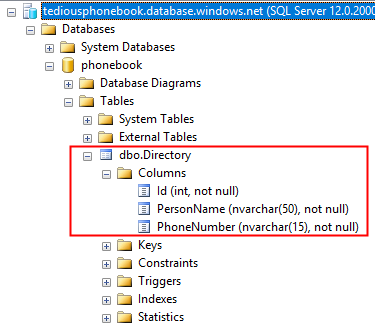 tediousphonebook.database.windows.net (SQL Server 12.0.2000
Databases
System Databases
phonebook
Database Diagrams
Tables
System Tables
External Tables
dbo.Directory
Columns
Id (int, not null)
PersonName (nvarchar(50), not null)
PhoneNumber (nvarchar(15), not null)
Keys
Constraints
Triggers
Indexes
Statistics